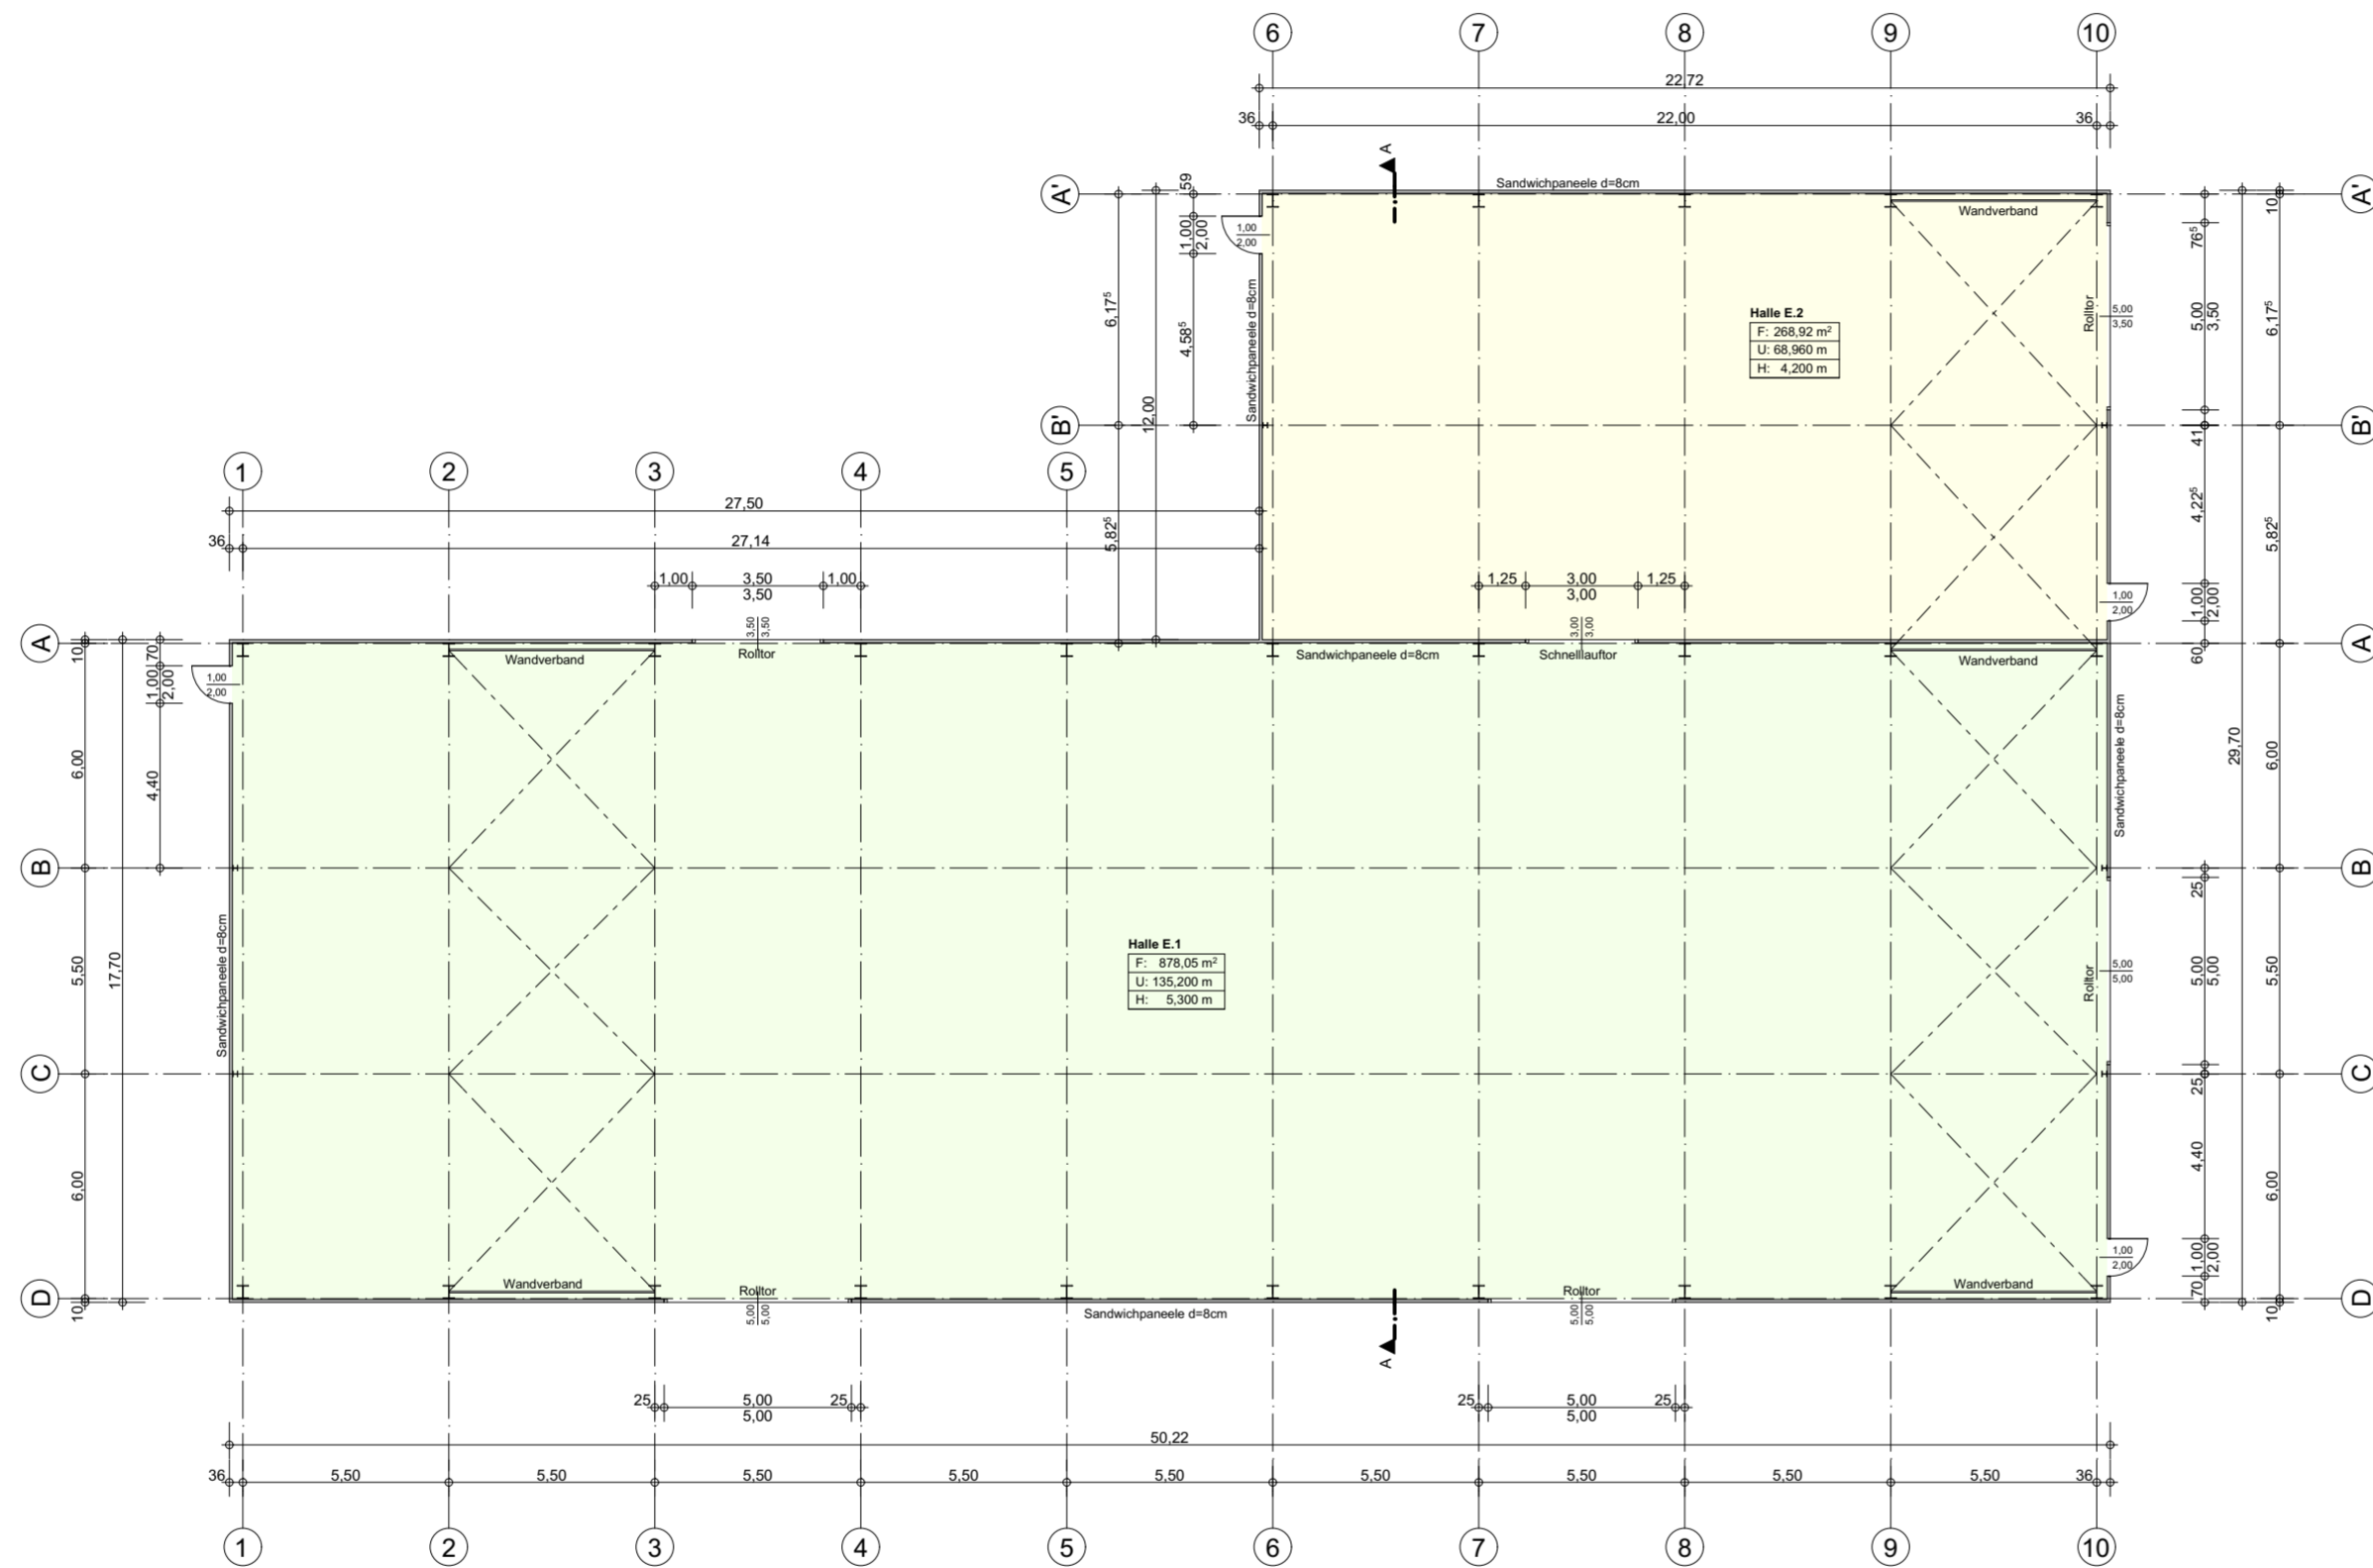 6 7 8 9 10
22,72
36 22,00 36
A
Sandwichpaneele d=8cm
A' A'
Wandverband
59
1,00
2,00
1,00
2,00
4,58⁵
6,17⁵
12,00
5,82⁵
Sandwichpaneele d=8cm
Halle E.2
F: 268,92 m²
U: 68,960 m
H: 4,200 m
Rolltor
5,00
3,50
10
76⁵
5,00
3,50
6,17⁵
B' B'
41
4,22⁵
5,82⁵
1,00
2,00
1,00
2,00
60
1 2 3 4 5
27,50
36 27,14
1,00 3,50 1,00
3,50
1,25 3,00 1,25
3,00
3,50
3,50
3,00
3,00
A A
Wandverband Rolltor Sandwichpaneele d=8cm Schnelllauftor Wandverband
10
70
1,00
2,00
1,00
2,00
6,00
4,40
Sandwichpaneele d=8cm
29,70
6,00
B B
25
Halle E.1
F: 878,05 m²
U: 135,200 m
H: 5,300 m
Sandwichpaneele d=8cm
17,70
5,50
Rolltor
5,00
5,00
5,00
5,00
5,50
C C
25
6,00
4,40
6,00
1,00
2,00
1,00
2,00
70
10
Wandverband Rolltor Rolltor Wandverband
D D
10
5,00
5,00
5,00
5,00
Sandwichpaneele d=8cm
A
25 5,00 25
5,00
25 5,00 25
5,00
50,22
36 5,50 5,50 5,50 5,50 5,50 5,50 5,50 5,50 5,50 36
1 2 3 4 5 6 7 8 9 10